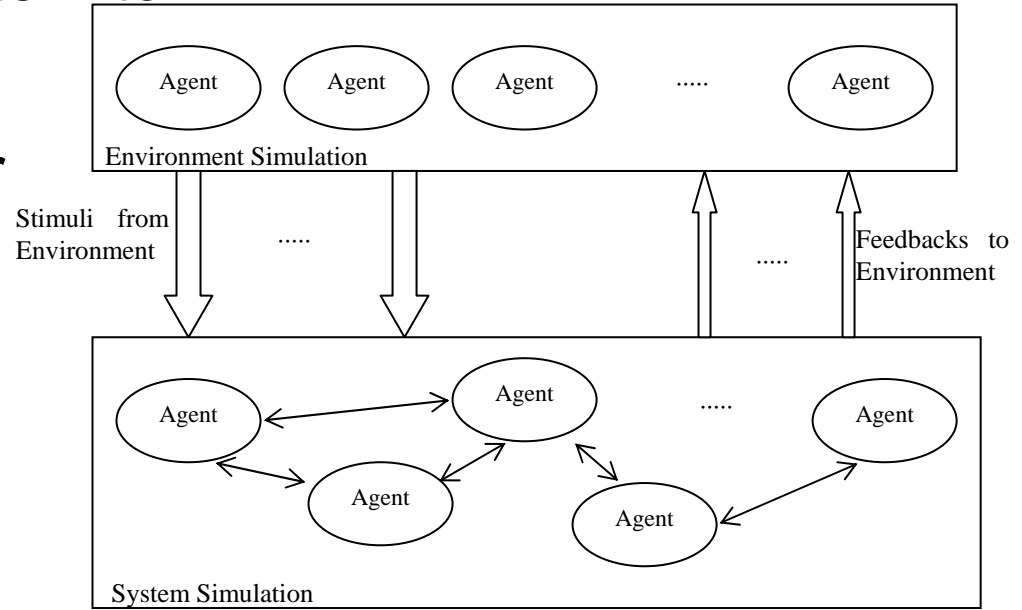 Agent Agent Agent ..... Agent
Environment Simulation
Stimuli from
Environment
.....
.....
Feedbacks to
Environment
Agent Agent ..... Agent
Agent Agent
System Simulation